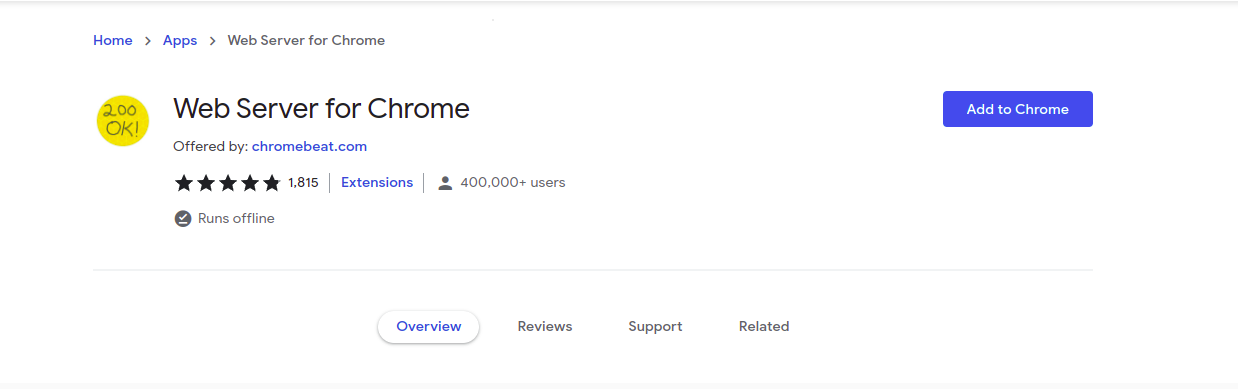 Home > Apps > Web Server for Chrome
200
OK!
Web Server for Chrome
Add to Chrome
Offered by: chromebeat.com
1,815 | Extensions | 400,000+ users
Runs offline
Overview Reviews Support Related